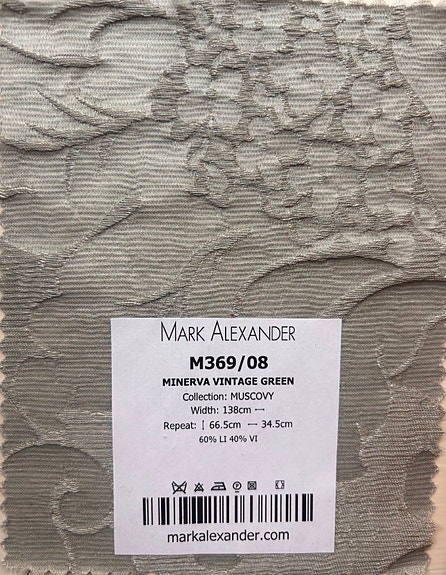 MARK ALEXANDER
M369/08
MINERVA VINTAGE GREEN
Collection: MUSCOVY
Width: 138cm ↔
Repeat: ↕ 66.5cm ↔ 34.5cm
60% LI 40% VI
markalexander.com